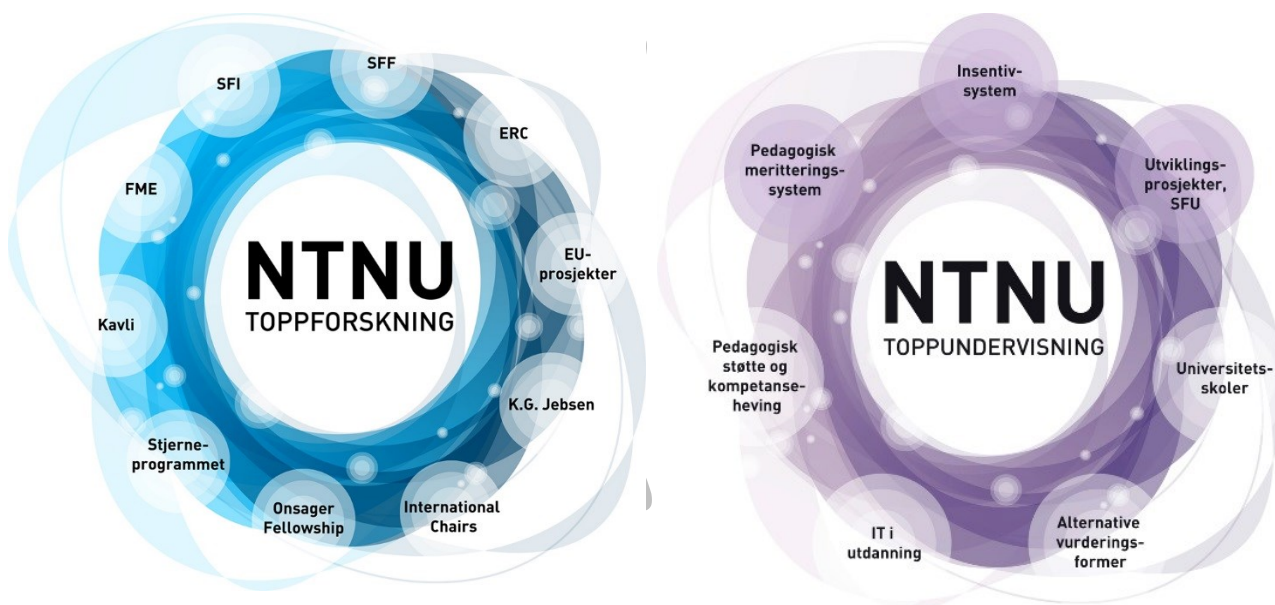 SFF
SFI
ERC
FME
EU-
prosjekter
NTNU
TOPPFORSKNING
Kavli
K.G. Jebsen
Stjerne-
programmet
Onsager
Fellowship
International
Chairs
Insentiv-
system
Pedagogisk
meritterings-
system
Utviklings-
prosjekter,
SFU
NTNU
TOPPUNDERVISNING
Pedagogisk
støtte og
kompetanse-
heving
Universitets-
skoler
IT i
utdanning
Alternative
vurderings-
former